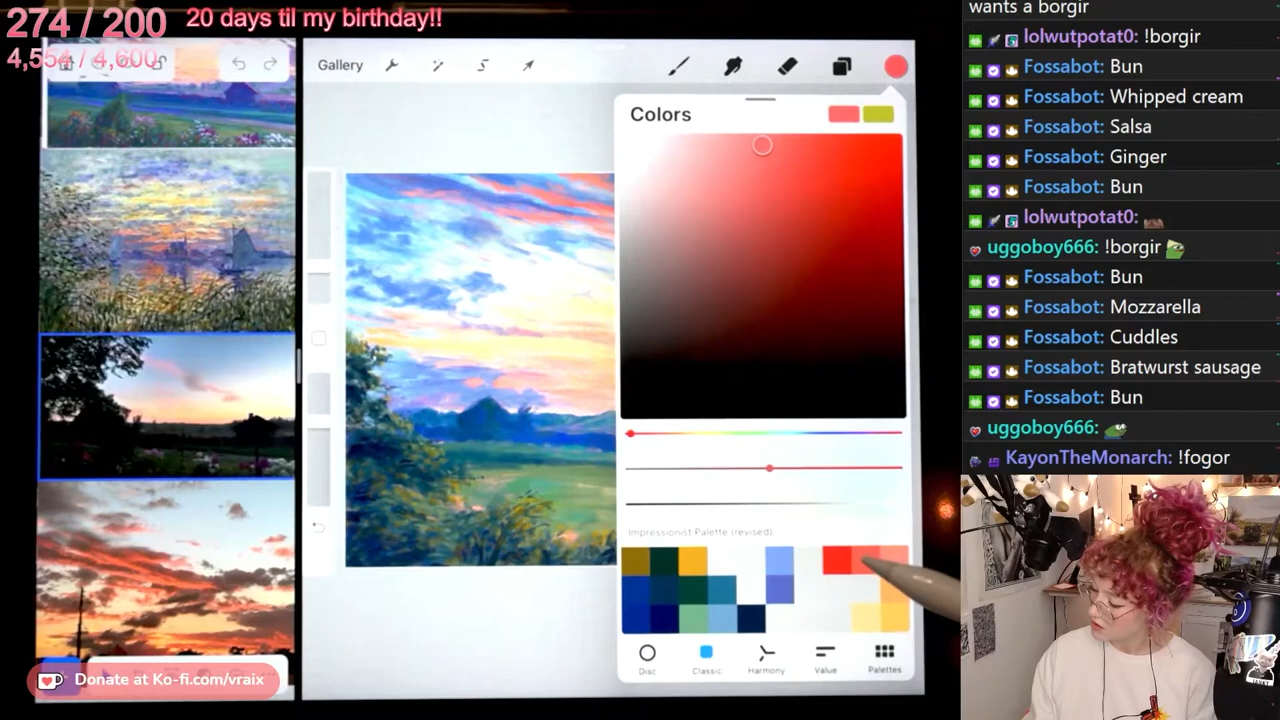 274 / 200
20 days til my birthday!!
4,554 / 4,600
Gallery
Colors
Impressionist Palette (revised)
Disc
Classic
Harmony
Value
Palettes
Donate at Ko-fi.com/vraix
wants a borgir
lolwutpotat0: !borgir
Fossabot: Bun
Fossabot: Whipped cream
Fossabot: Salsa
Fossabot: Ginger
Fossabot: Bun
lolwutpotat0:
uggoboy666: !borgir
Fossabot: Bun
Fossabot: Mozzarella
Fossabot: Cuddles
Fossabot: Bratwurst sausage
Fossabot: Bun
uggoboy666:
KayonTheMonarch: !fogor